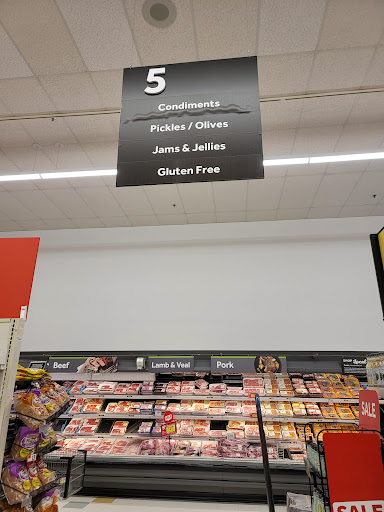 5
Condiments
Pickles / Olives
Jams & Jellies
Gluten Free
Beef
Lamb & Veal
Pork
SALE
SALE